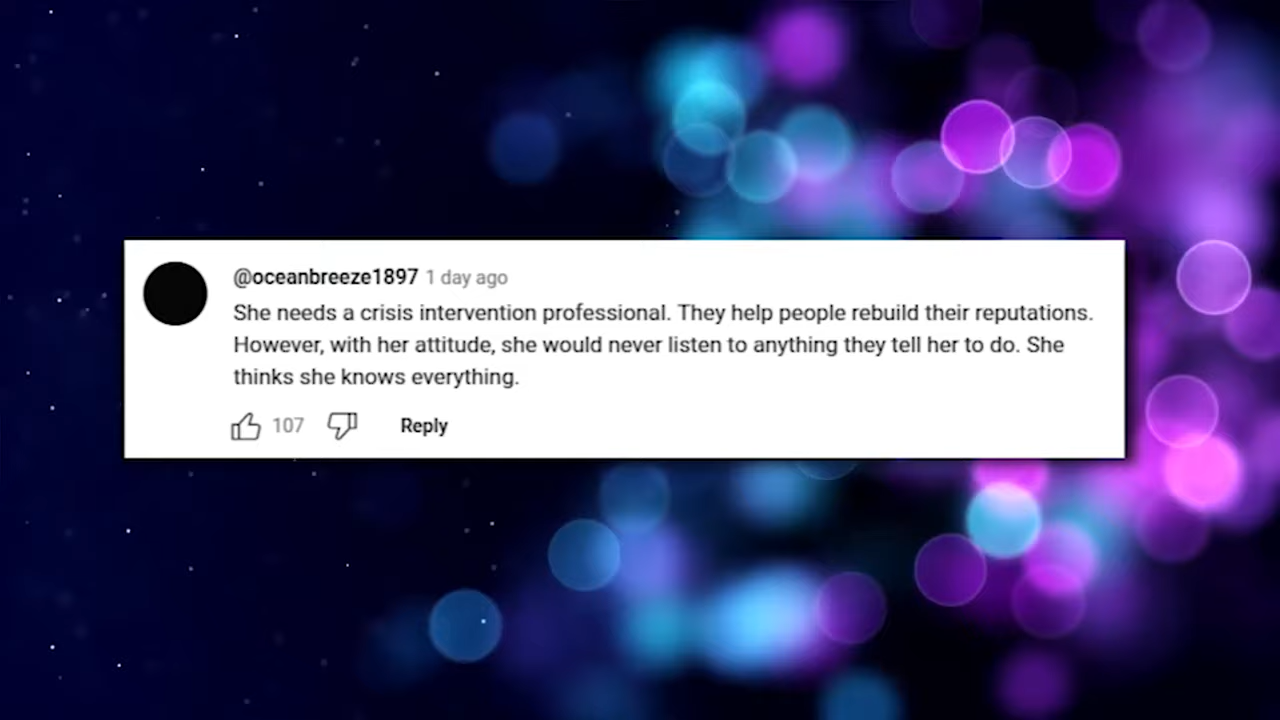 @oceanbreeze1897 1 day ago
She needs a crisis intervention professional. They help people rebuild their reputations.
However, with her attitude, she would never listen to anything they tell her to do. She
thinks she knows everything.
107 Reply